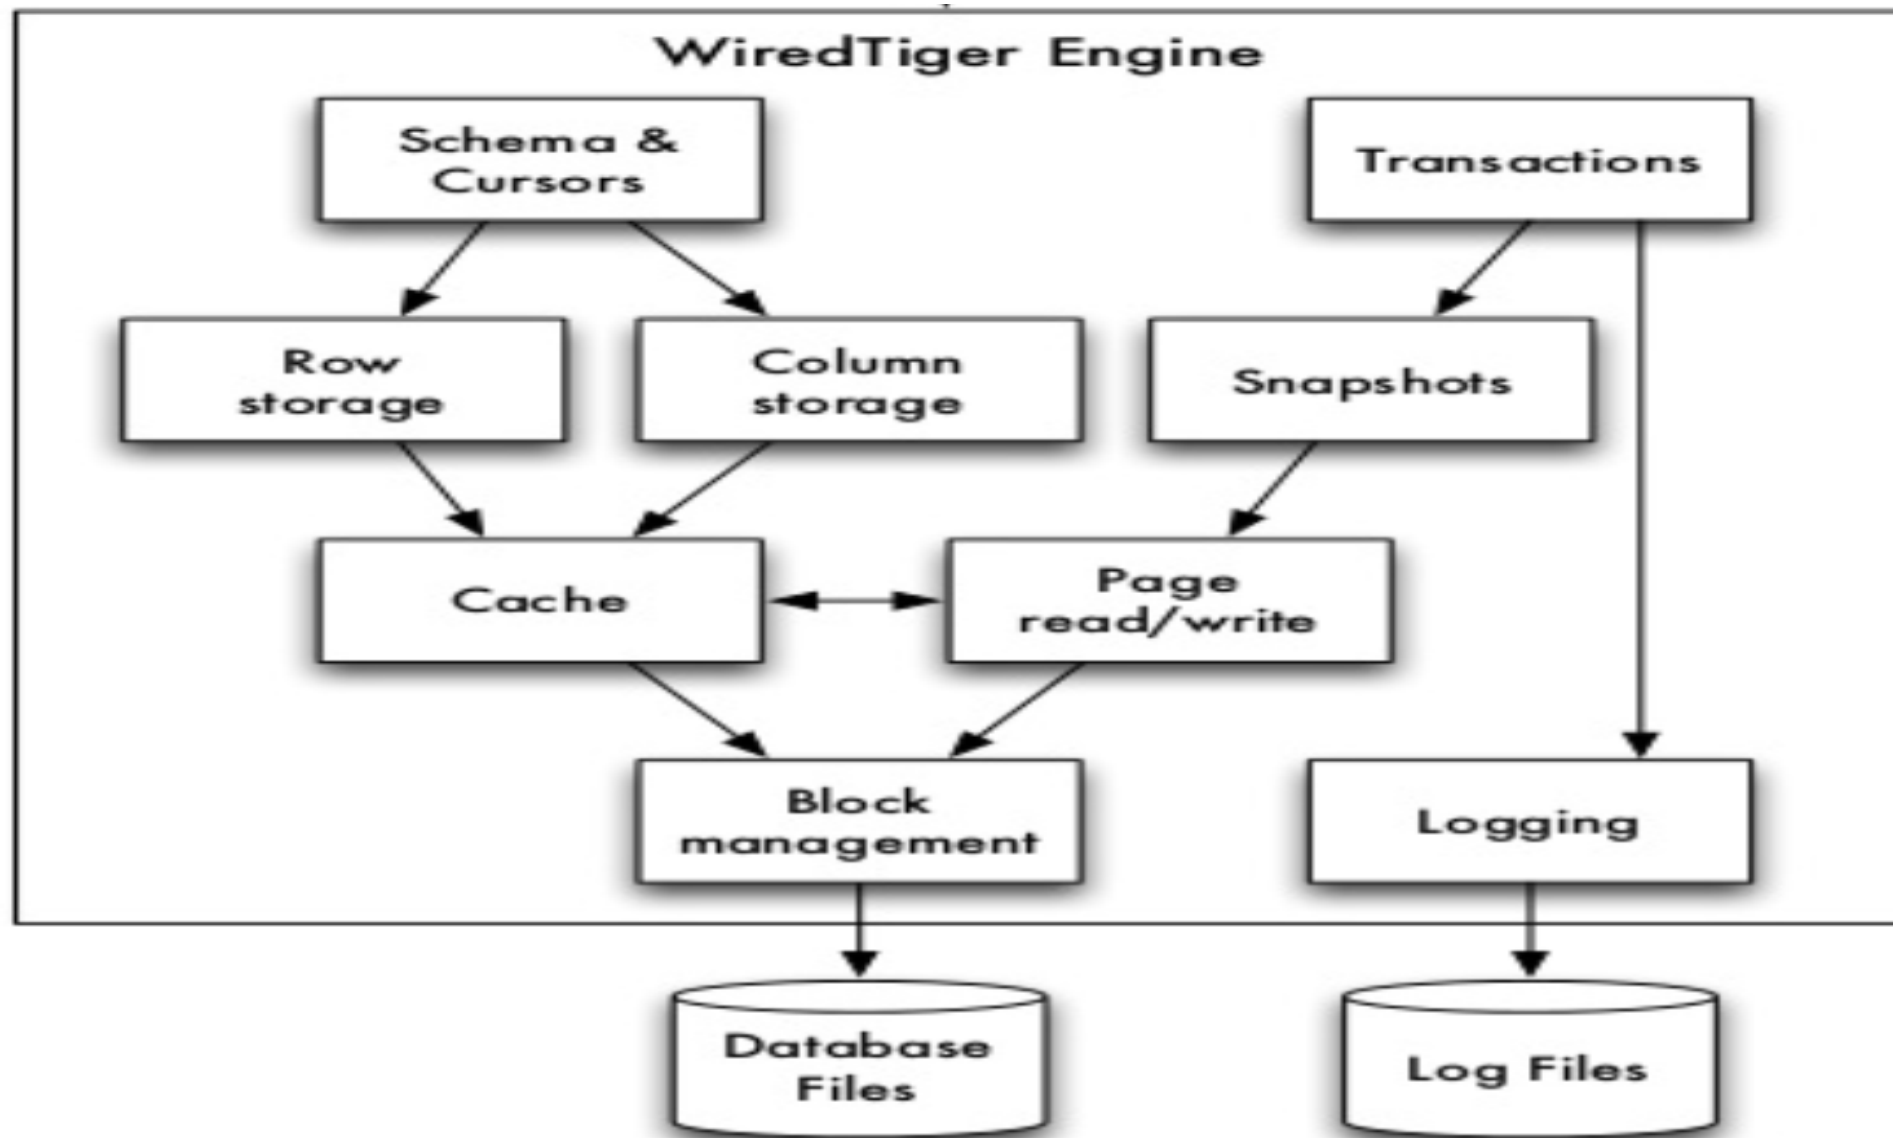 WiredTiger Engine
Schema &
Cursors
Transactions
Row
storage
Column
storage
Snapshots
Cache
Page
read/write
Block
management
Logging
Database
Files
Log Files